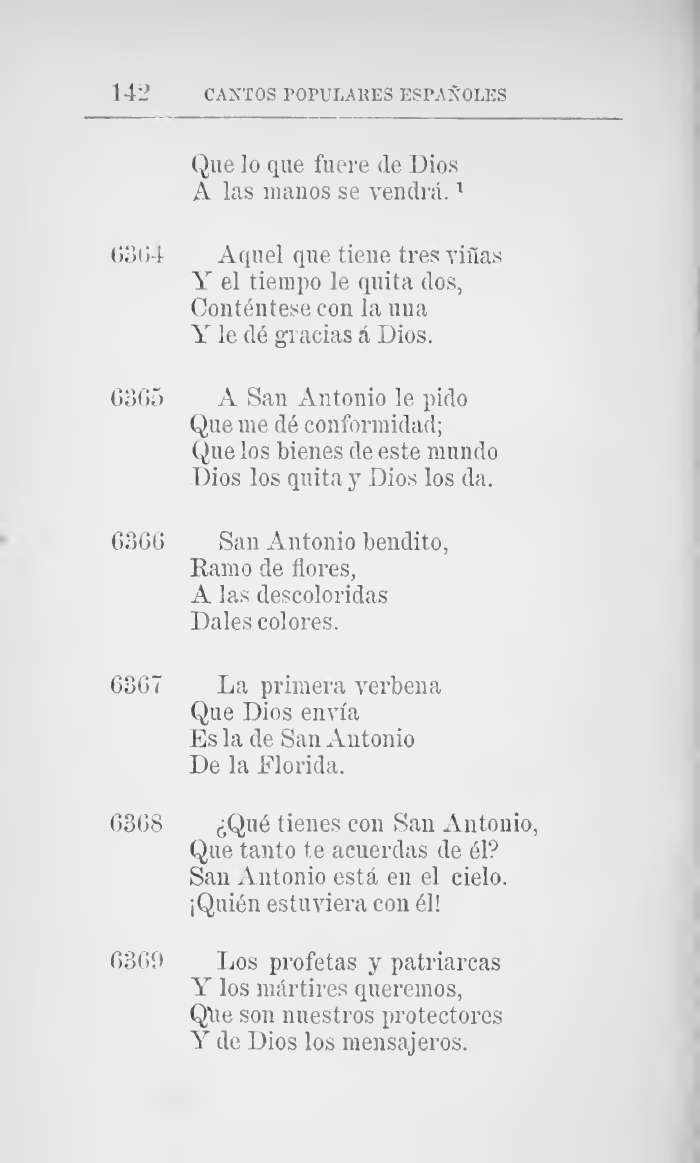 142 CANTOS POPULARES ESPAÑOLES
Que lo que fuere de Dios
A las manos se vendrá. ¹
6364 Aquel que tiene tres viñas
Y el tiempo le quita dos,
Conténtese con la una
Y le dé gracias á Dios.
6365 A San Antonio le pido
Que me dé conformidad;
Que los bienes de este mundo
Dios los quita y Dios los da.
6366 San Antonio bendito,
Ramo de flores,
A las descoloridas
Dales colores.
6367 La primera verbena
Que Dios envía
Es la de San Antonio
De la Florida.
6368 ¿Qué tienes con San Antonio,
Que tanto te acuerdas de él?
San Antonio está en el cielo.
¡Quién estuviera con él!
6369 Los profetas y patriarcas
Y los mártires queremos,
Que son nuestros protectores
Y de Dios los mensajeros.